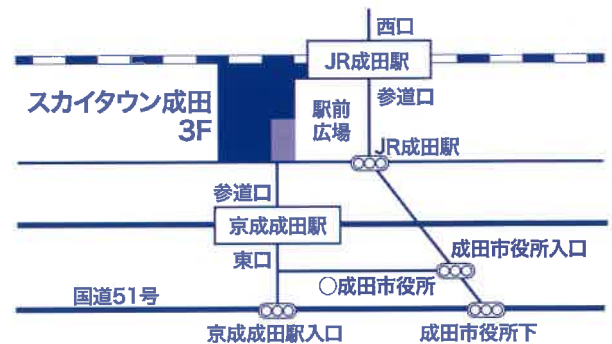 西口
JR成田駅
スカイタウン成田
3F
駅前
広場
参道口
JR成田駅
参道口
京成成田駅
東口
成田市役所入口
○成田市役所
国道51号
京成成田駅入口
成田市役所下